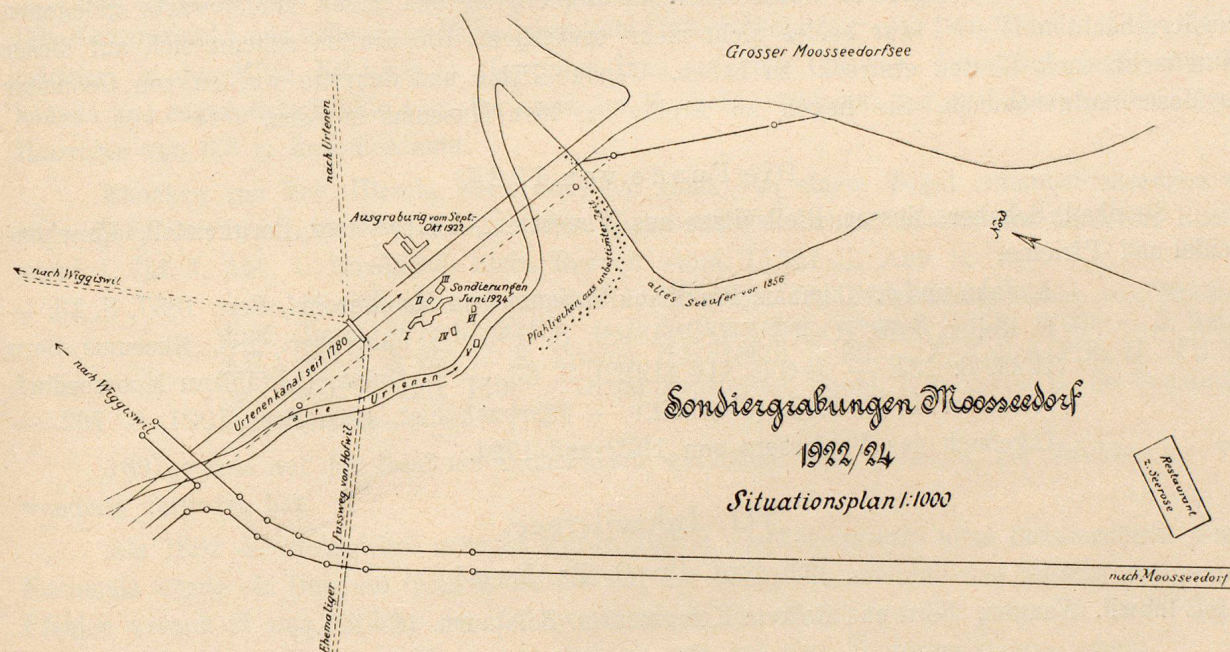 Grosser Moosseedorfsee
nach Urtenen
Ausgrabung vom Sept.-
Okt 1922
nach Wiggiswil
Nord
III
Sondierungen
Juni 1924
II
I
IV
VI
V
Pfahlreihen aus unbestimmter Zeit
altes Seeufer vor 1856
Urtenenkanal seit 1780
nach Wiggiswil
alte Urtenen
Sondiergrabungen Moosseedorf
1922/24
Situationsplan 1:1000
Restaurant
z. Seerose
Ehemaliger Fussweg von Hofwil
nach Moosseedorf